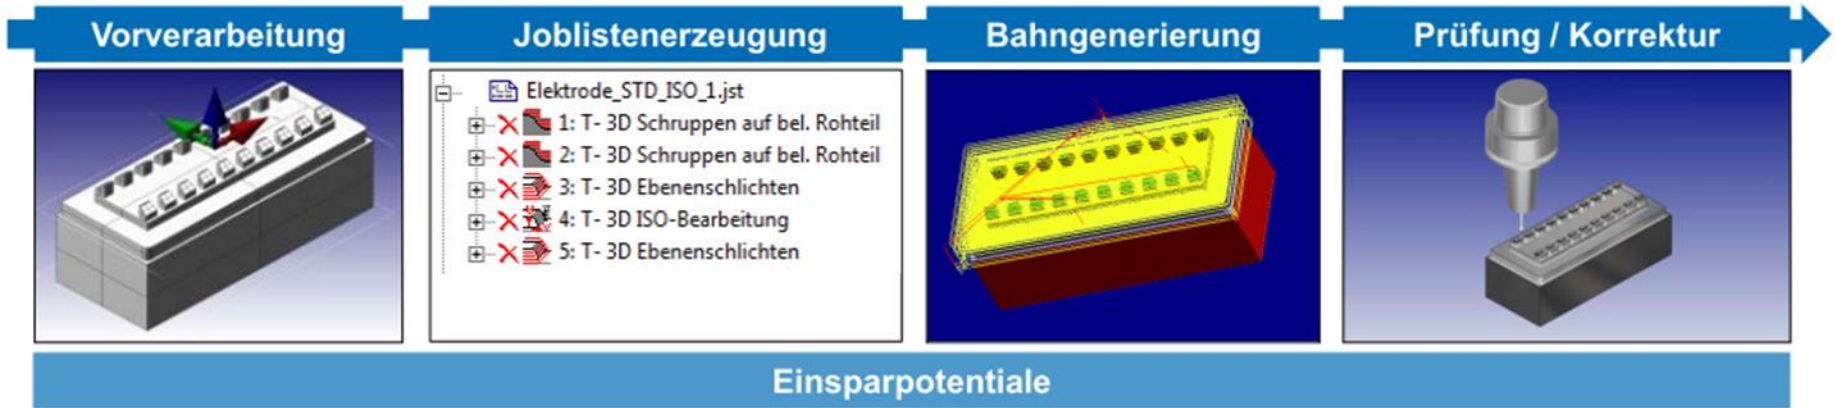 Vorverarbeitung
Joblistenerzeugung
Bahngenerierung
Prüfung / Korrektur
Elektrode_STD_ISO_1.jst
1: T- 3D Schruppen auf bel. Rohteil
2: T- 3D Schruppen auf bel. Rohteil
3: T- 3D Ebenenschlichten
4: T- 3D ISO-Bearbeitung
5: T- 3D Ebenenschlichten
Einsparpotentiale